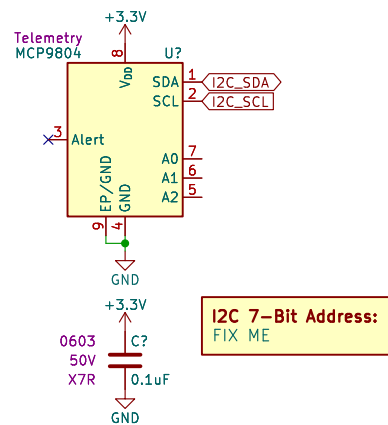 +3.3V
Telemetry
MCP9804
8
U?
VDD
SDA
1
I2C_SDA
SCL
2
I2C_SCL
3
Alert
A0
7
A1
6
A2
5
EP/GND
GND
9
4
GND
+3.3V
0603
C?
50V
X7R
0.1uF
GND
I2C 7-Bit Address:
FIX ME